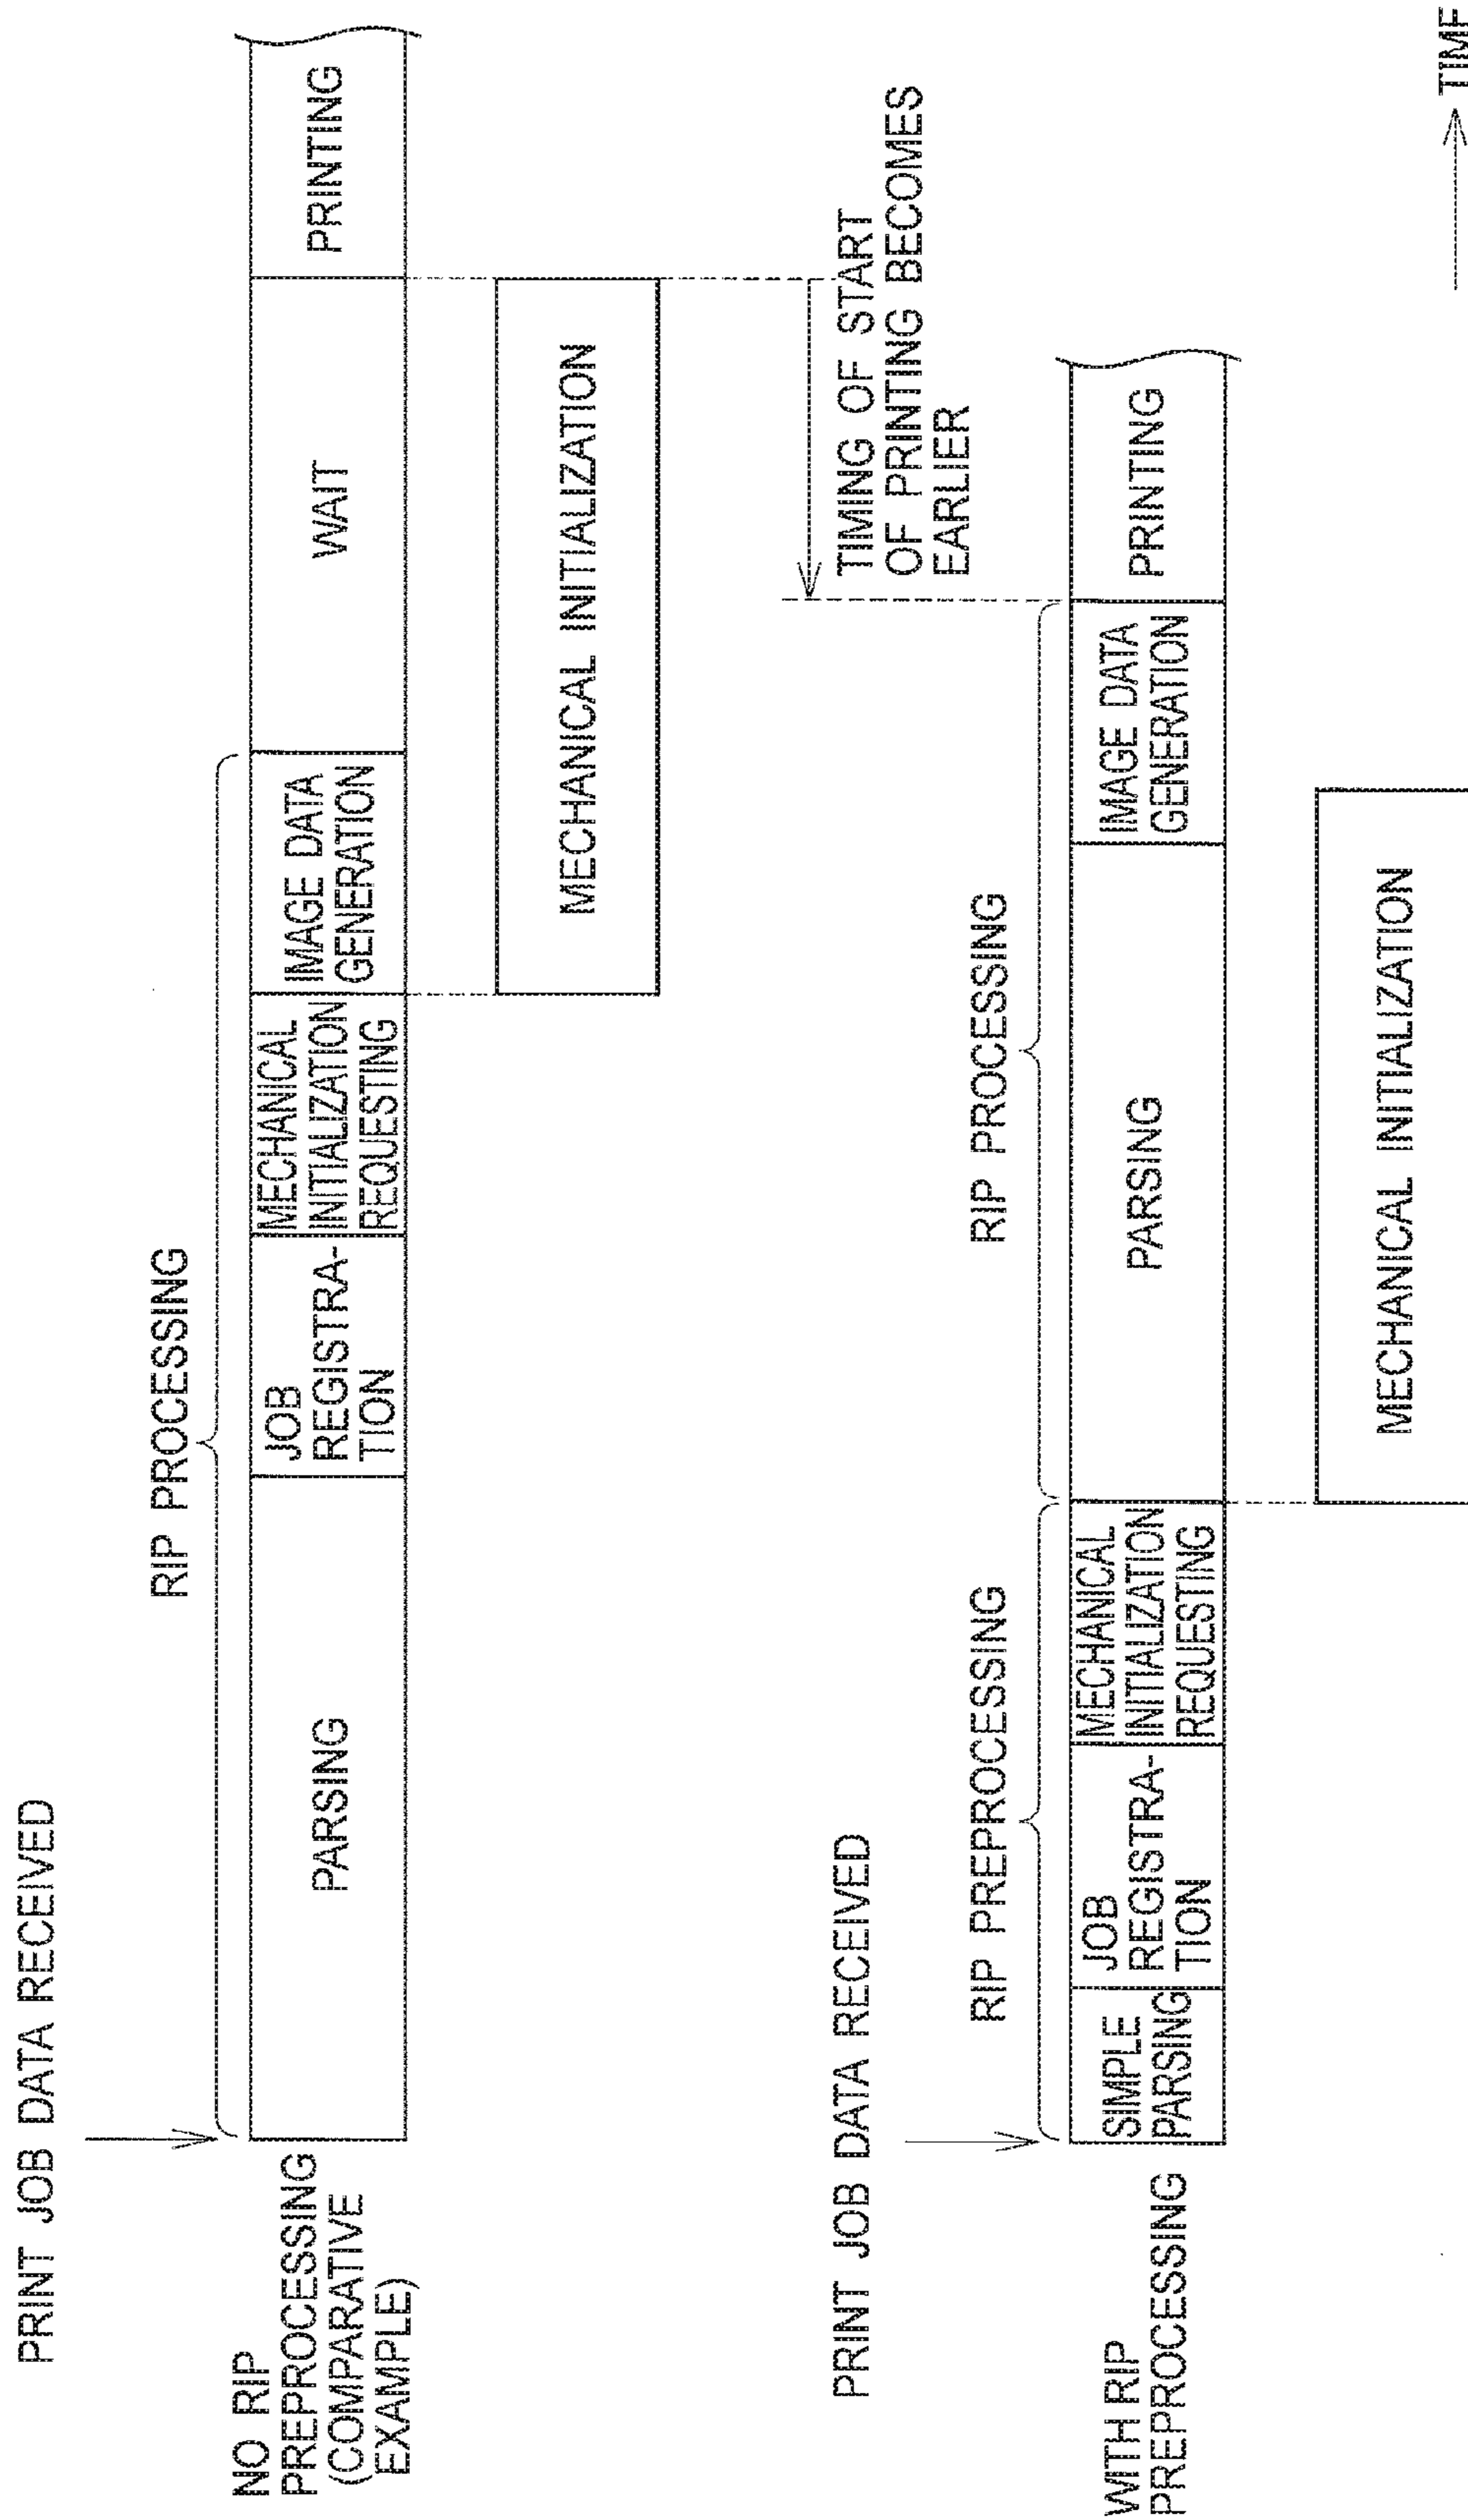 PRINT JOB DATA RECEIVED
RIP PROCESSING
NO RIP
PREPROCESSING
(COMPARATIVE
EXAMPLE)
PARSING
JOB
REGISTRA-
TION
MECHANICAL
INITIALIZATION
REQUESTING
IMAGE DATA
GENERATION
WAIT
PRINTING
MECHANICAL INITIALIZATION
TIMING OF START
OF PRINTING BECOMES
EARLIER
PRINT JOB DATA RECEIVED
RIP PREPROCESSING
RIP PROCESSING
WITH RIP
PREPROCESSING
SIMPLE
PARSING
JOB
REGISTRA-
TION
MECHANICAL
INITIALIZATION
REQUESTING
PARSING
IMAGE DATA
GENERATION
PRINTING
MECHANICAL INITIALIZATION
TIME